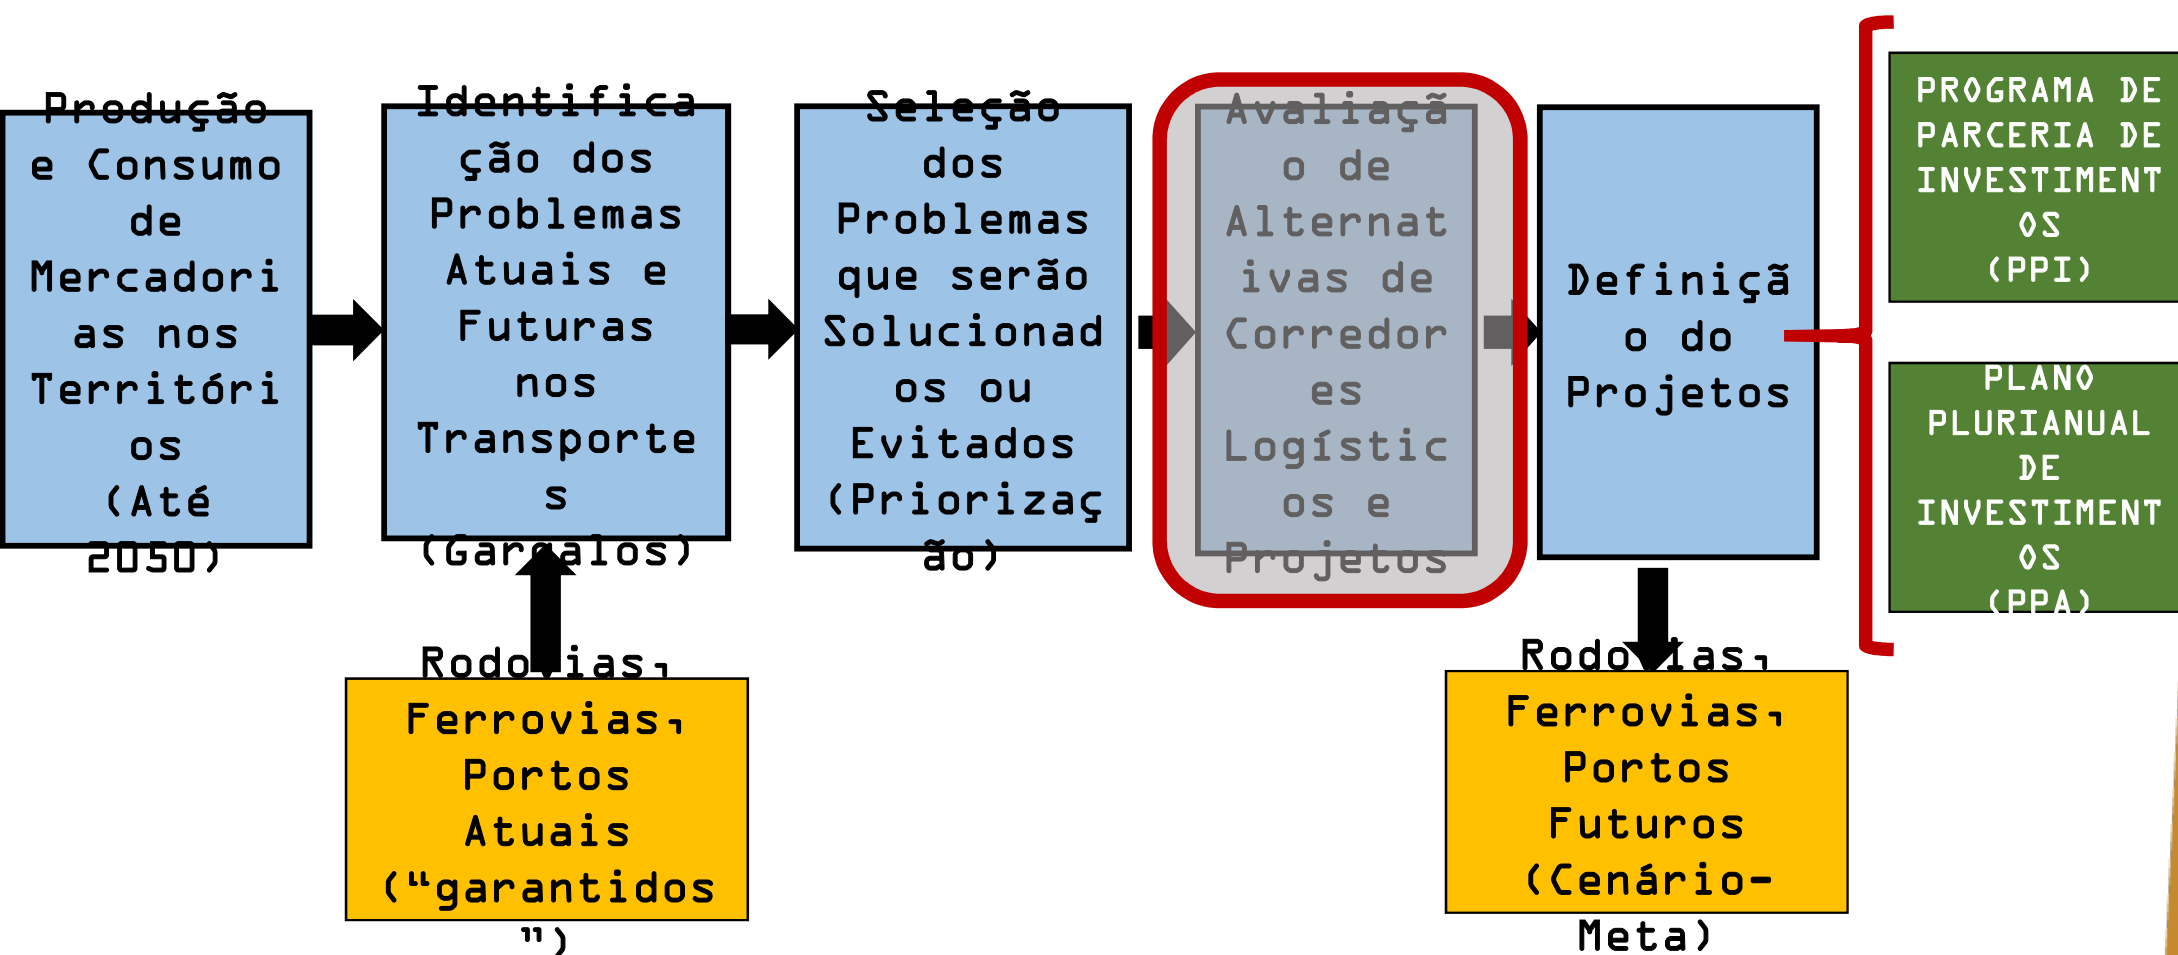 Produção
e Consumo
de
Mercadori
as nos
Territóri
os
(Até
2050)
Identifica
ção dos
Problemas
Atuais e
Futuras
nos
Transporte
s
(Gargalos)
Seleção
dos
Problemas
que serão
Solucionad
os ou
Evitados
(Priorizaç
ão)
Avaliaçã
o de
Alternat
ivas de
Corredor
es
Logístic
os e
Projetos
Definiçã
o do
Projetos
PROGRAMA DE
PARCERIA DE
INVESTIMENT
OS
(PPI)
PLANO
PLURIANUAL
DE
INVESTIMENT
OS
(PPA)
Rodovias,
Ferrovias,
Portos
Atuais
(“garantidos
”)
Rodovias,
Ferrovias,
Portos
Futuros
(Cenário-
Meta)